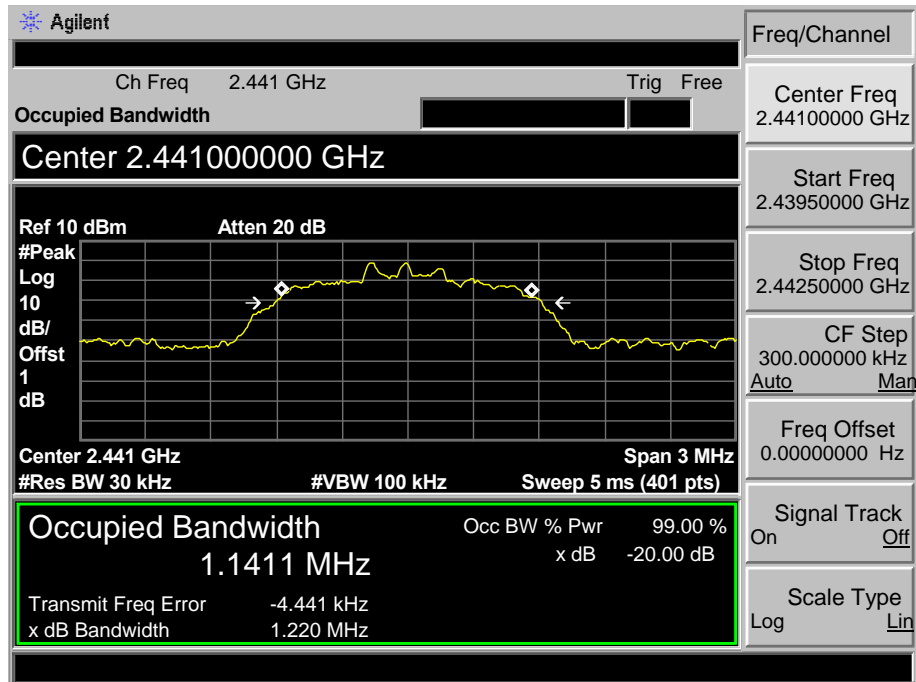 Agilent
Freq/Channel
Ch Freq 2.441 GHz Trig Free
Occupied Bandwidth
Center 2.441000000 GHz
Ref 10 dBm Atten 20 dB
#Peak
Log
10
dB/
Offst
1
dB
Center 2.441 GHz Span 3 MHz
#Res BW 30 kHz #VBW 100 kHz Sweep 5 ms (401 pts)
Occupied Bandwidth Occ BW % Pwr 99.00 %
1.1411 MHz x dB -20.00 dB
Transmit Freq Error -4.441 kHz
x dB Bandwidth 1.220 MHz
Center Freq
2.44100000 GHz
Start Freq
2.43950000 GHz
Stop Freq
2.44250000 GHz
CF Step
300.000000 kHz
Auto Man
Freq Offset
0.00000000 Hz
Signal Track
On Off
Scale Type
Log Lin